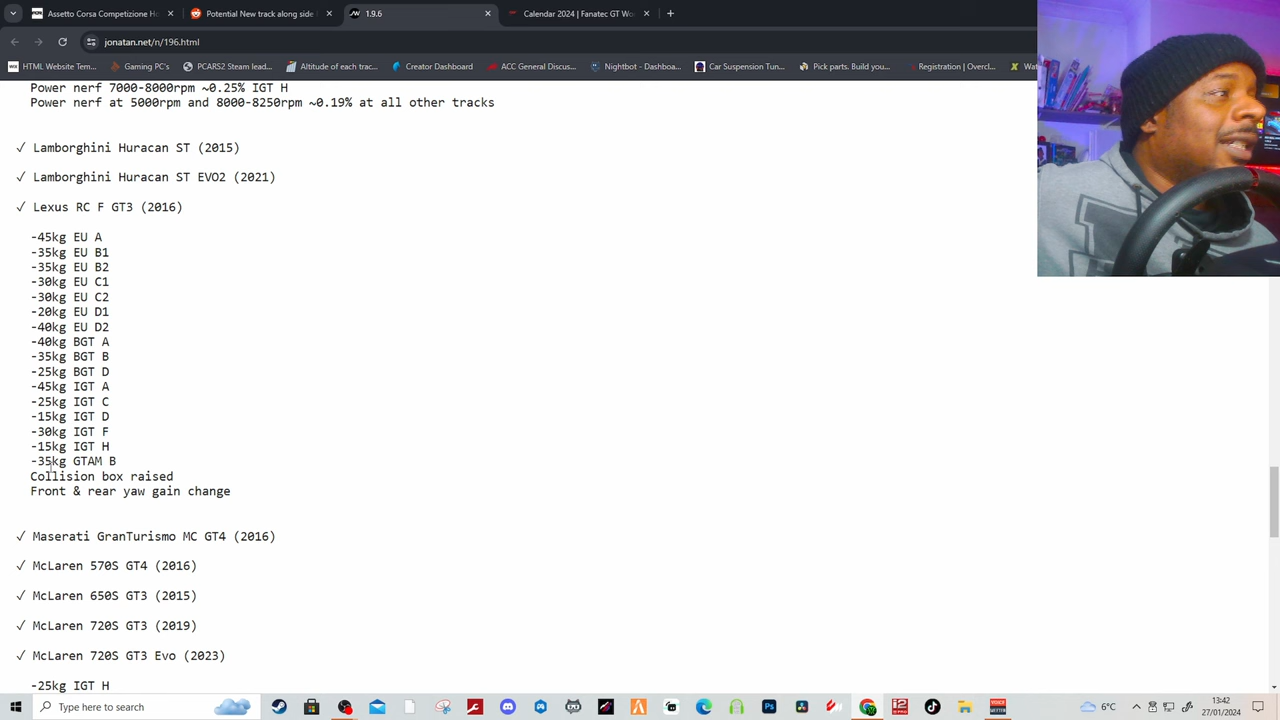 Assetto Corsa Competizione Ho
Potential New track along side
1.9.6
Calendar 2024 | Fanatec GT Wo
jonatan.net/n/196.html
HTML Website Tem...
Gaming PC's
PCARS2 Steam lead...
Altitude of each trac...
Creator Dashboard
ACC General Discus...
Nightbot - Dashboa...
Car Suspension Tun...
Pick parts. Build you...
Registration | Overcl...
Wat
Power nerf 7000-8000rpm ~0.25% IGT H
Power nerf at 5000rpm and 8000-8250rpm ~0.19% at all other tracks
✓ Lamborghini Huracan ST (2015)
✓ Lamborghini Huracan ST EVO2 (2021)
✓ Lexus RC F GT3 (2016)
-45kg EU A
-35kg EU B1
-35kg EU B2
-30kg EU C1
-30kg EU C2
-20kg EU D1
-40kg EU D2
-40kg BGT A
-35kg BGT B
-25kg BGT D
-45kg IGT A
-25kg IGT C
-15kg IGT D
-30kg IGT F
-15kg IGT H
-35kg GTAM B
Collision box raised
Front & rear yaw gain change
✓ Maserati GranTurismo MC GT4 (2016)
✓ McLaren 570S GT4 (2016)
✓ McLaren 650S GT3 (2015)
✓ McLaren 720S GT3 (2019)
✓ McLaren 720S GT3 Evo (2023)
-25kg IGT H
Type here to search
6°C
13:42
27/01/2024